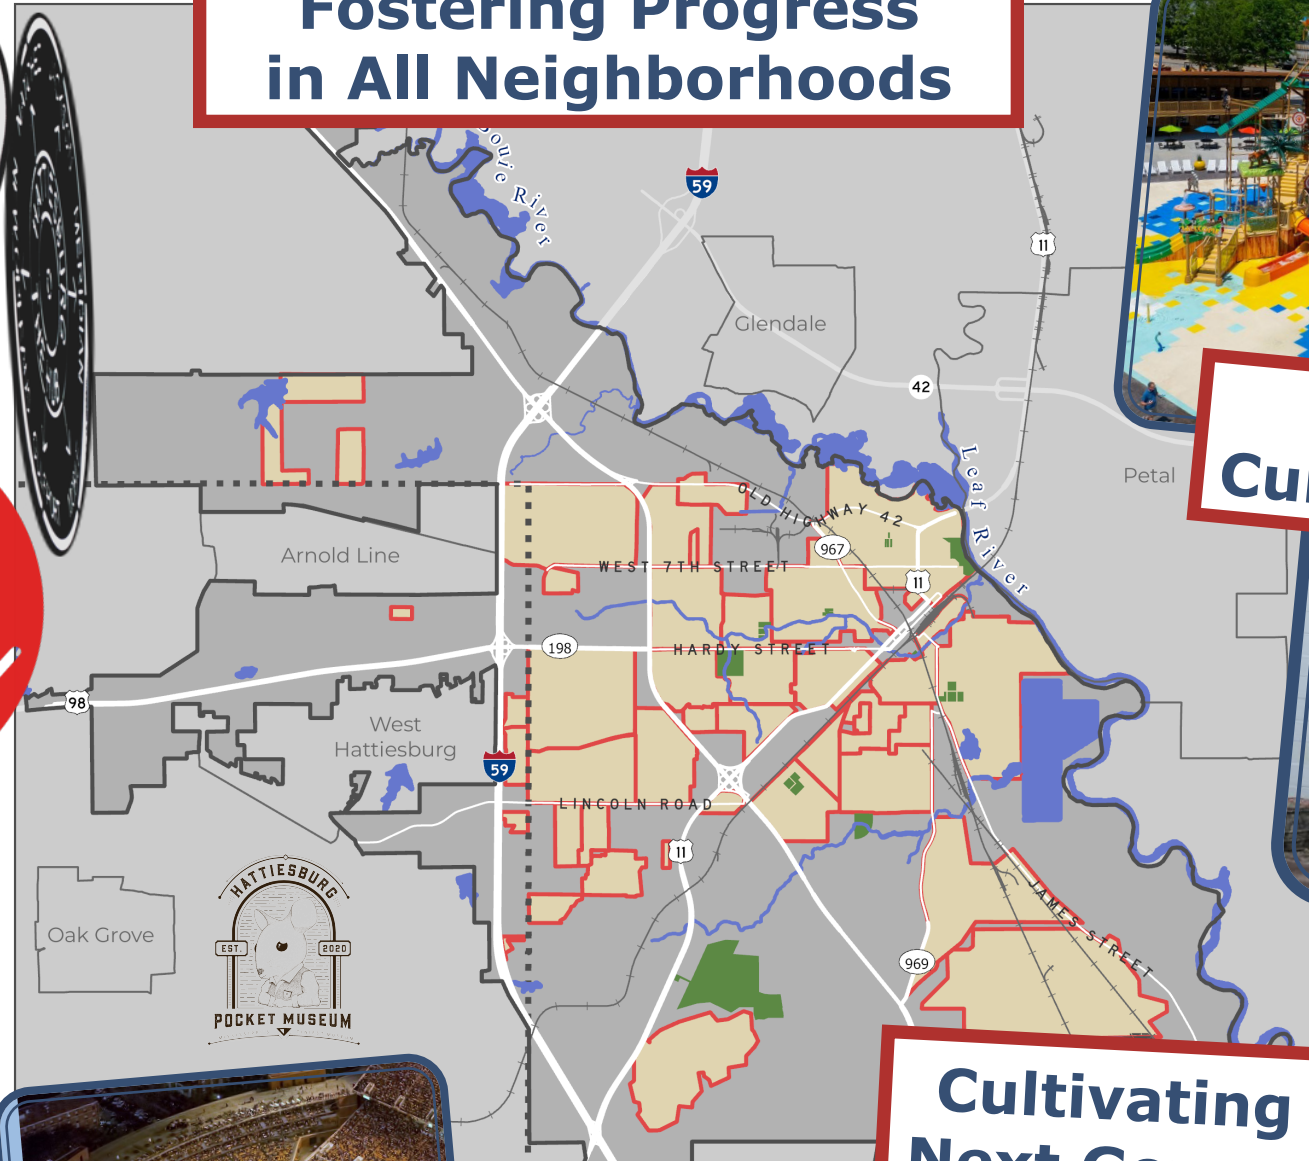 Fostering Progress
in All Neighborhoods
Bouie River
59
11
Glendale
42
Leaf River
Petal
OLD HIGHWAY 42
967
Arnold Line
WEST 7TH STREET
11
198
HARDY STREET
98
West
Hattiesburg
59
LINCOLN ROAD
11
HATTIESBURG
EST.
2020
POCKET MUSEUM
Oak Grove
JAMES STREET
969
Cultivating